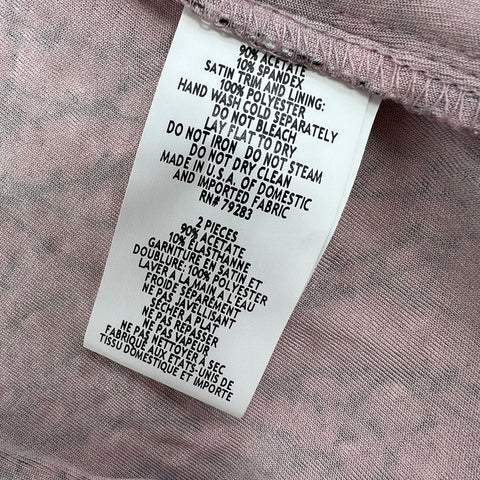 90% ACETATE
10% SPANDEX
SATIN TRIM AND LINING:
100% POLYESTER
HAND WASH COLD SEPARATELY
DO NOT BLEACH
LAY FLAT TO DRY
DO NOT IRON DO NOT STEAM
DO NOT DRY CLEAN
MADE IN U.S.A. OF DOMESTIC
AND IMPORTED FABRIC
RN# 79283
2 PIECES
90% ACETATE
10% ELASTHANNE
GARNITURE EN SATIN ET
DOUBLURE: 100% POLYESTER
LAVER A LA MAIN A L'EAU
FROIDE SEPAREMENT
NE PAS JAVELLISANT
SECHER A PLAT
NE PAS REPASSER
NE PAS VAPEUR
NE PAS NETTOYER A SEC
FABRIQUE AUX ETATS-UNIS DE
TISSU DOMESTIQUE ET IMPORTE